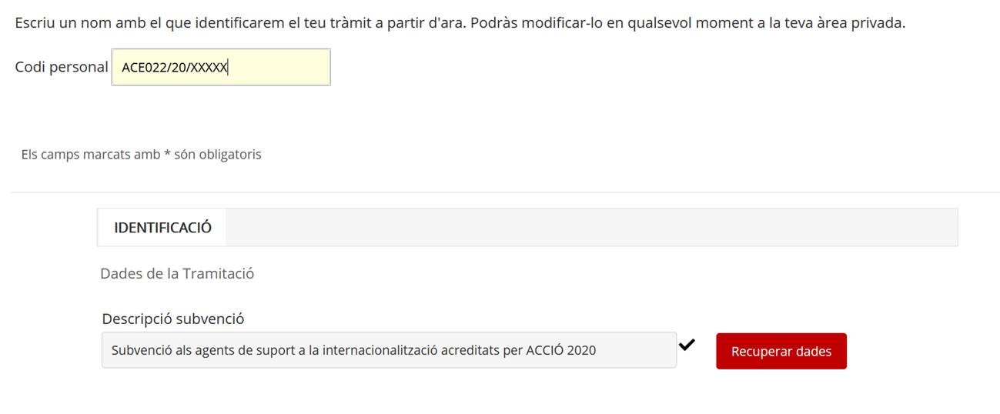 Escriu un nom amb el que identificarem el teu tràmit a partir d'ara. Podràs modificar-lo en qualsevol moment a la teva àrea privada.
Codi personal ACE022/20/XXXXX
Els camps marcats amb * són obligatoris
IDENTIFICACIÓ
Dades de la Tramitació
Descripció subvenció
Subvenció als agents de suport a la internacionalització acreditats per ACCIÓ 2020 Recuperar dades